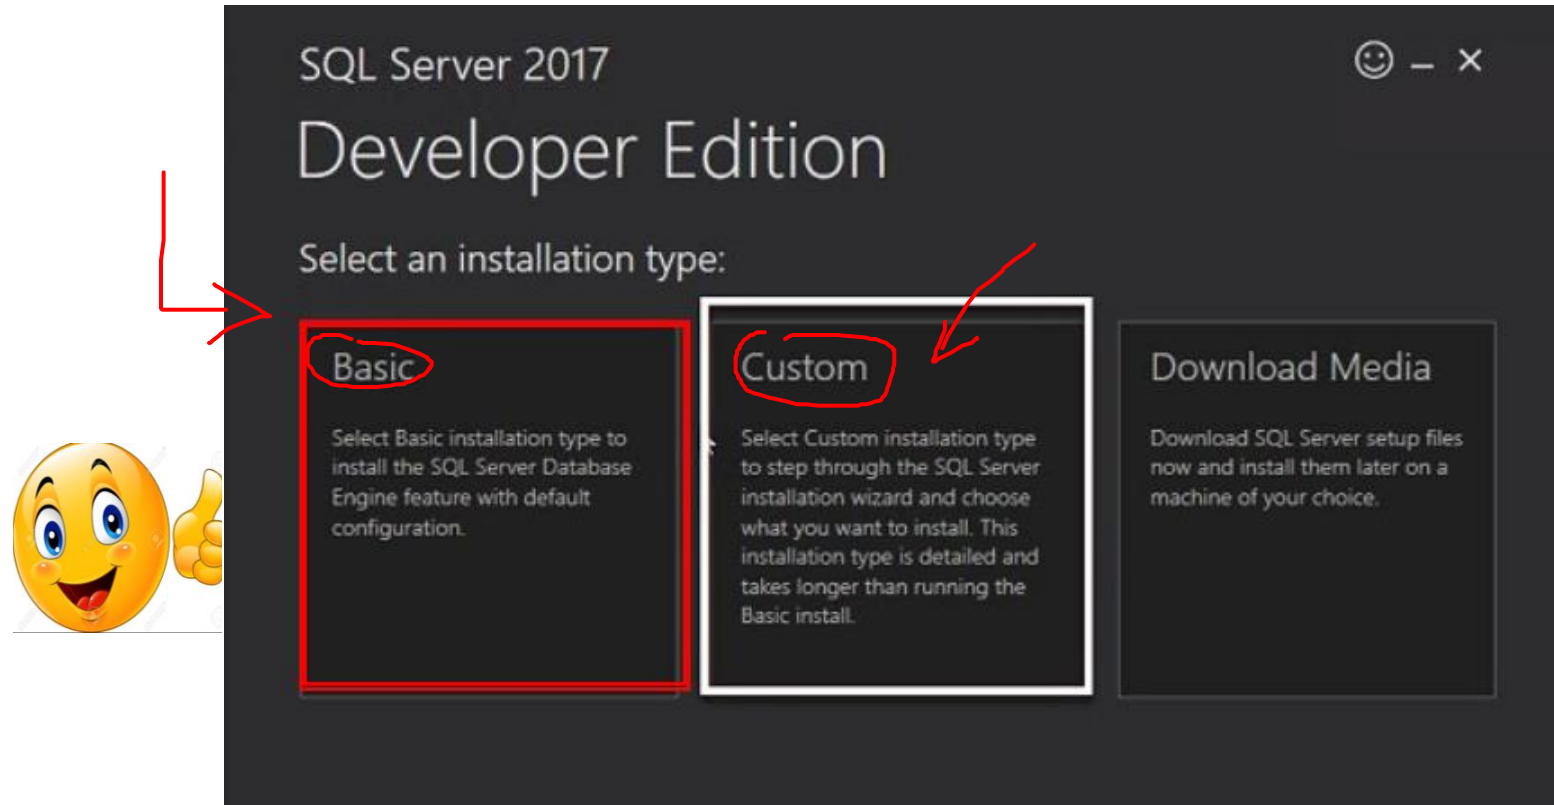 SQL Server 2017
Developer Edition
Select an installation type:
Basic
Select Basic installation type to
install the SQL Server Database
Engine feature with default
configuration.
Custom
Select Custom installation type
to step through the SQL Server
installation wizard and choose
what you want to install. This
installation type is detailed and
takes longer than running the
Basic install.
Download Media
Download SQL Server setup files
now and install them later on a
machine of your choice.